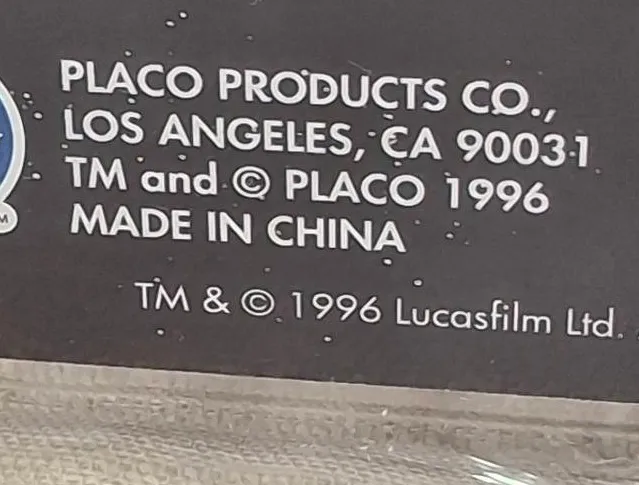 PLACO PRODUCTS CO.,
LOS ANGELES, CA 90031
TM and © PLACO 1996
MADE IN CHINA
TM & © 1996 Lucasfilm Ltd.